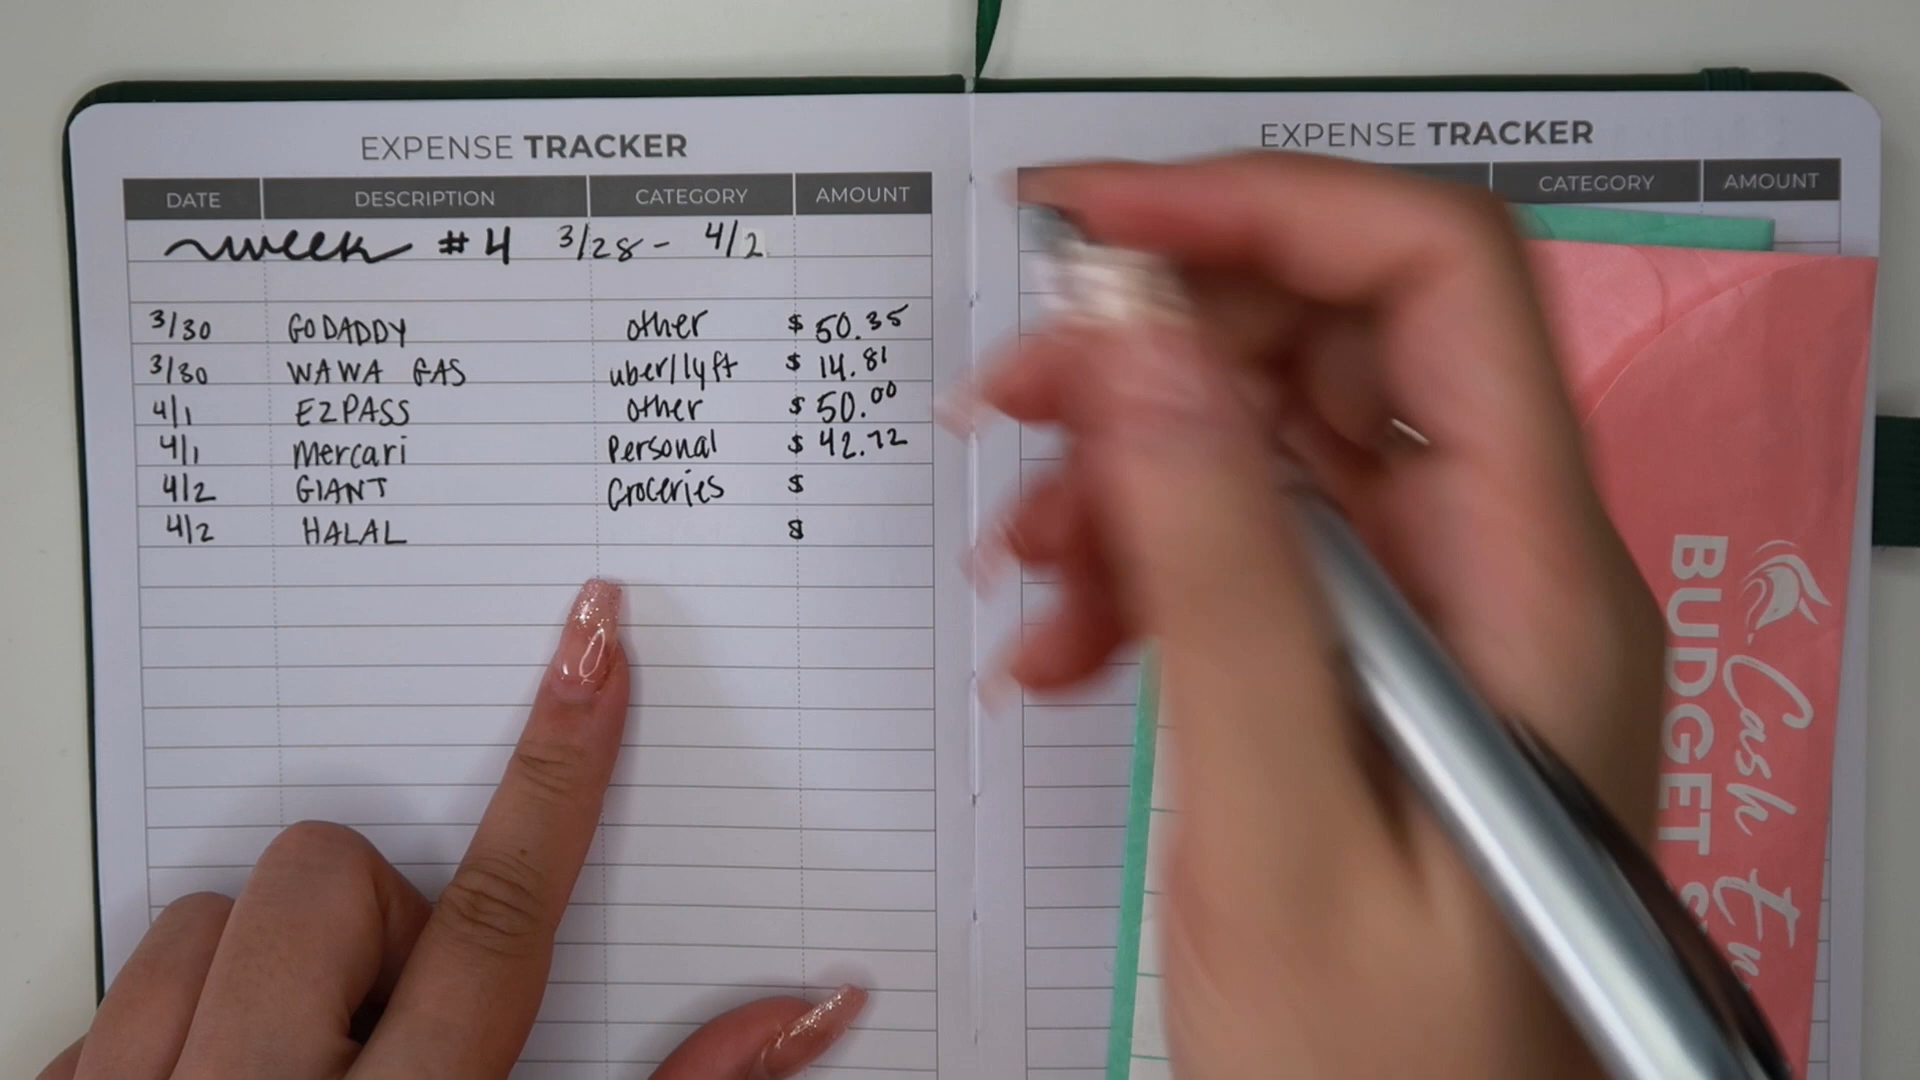 EXPENSE TRACKER
DATE DESCRIPTION CATEGORY AMOUNT
week #4 3/28 - 4/2
3/30 GODADDY other $ 50.35
3/30 WAWA GAS uber/lyft $ 14.81
4/1 EZPASS other $ 50.00
4/1 Mercari Personal $ 42.72
4/2 GIANT Groceries $
4/2 HALAL $
EXPENSE TRACKER
CATEGORY AMOUNT
Cash
BUDGET